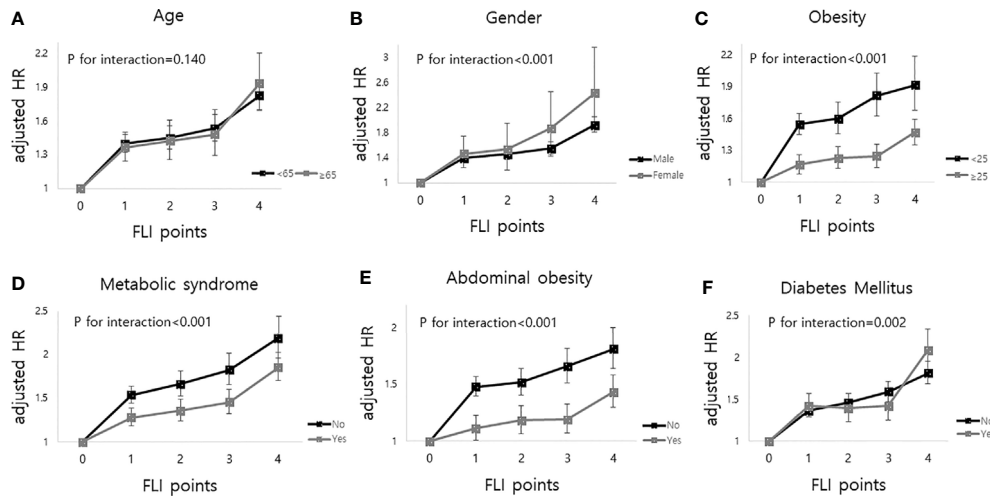 A
Age
P for interaction=0.140
adjusted HR
2.2
1.9
1.6
1.3
1
0 1 2 3 4
<65 ≥65
FLI points
B
Gender
P for interaction<0.001
adjusted HR
3
2.6
2.2
1.8
1.4
1
0 1 2 3 4
Male
Female
FLI points
C
Obesity
P for interaction<0.001
adjusted HR
2.2
1.9
1.6
1.3
1
0 1 2 3 4
<25
≥25
FLI points
D
Metabolic syndrome
P for interaction<0.001
adjusted HR
2.5
2
1.5
1
0 1 2 3 4
No
Yes
FLI points
E
Abdominal obesity
P for interaction<0.001
adjusted HR
2
1.5
1
0 1 2 3 4
No
Yes
FLI points
F
Diabetes Mellitus
P for interaction=0.002
adjusted HR
2.5
2
1.5
1
0 1 2 3 4
No
Ye
FLI points